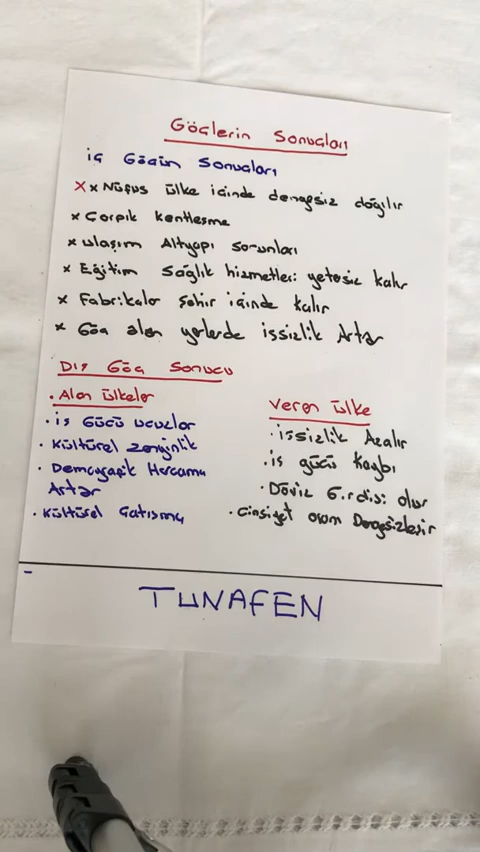 Göçlerin Sonuçları
iç Göçün Sonuçları
x x Nüfus ülke içinde dengesiz dağılır
x Çarpık kentleşme
x ulaşım Altyapı sorunları
x Eğitim Sağlık hizmetleri yetersiz kalır
x Fabrikalar Şehir içinde kalır
x Göç alan yerlerde işsizlik Artar
Dış Göç Sonucu
• Alan ülkeler
• iş Gücü ucuzlar
• Kültürel zenginlik
• Demografik Harcama
Artar
• Kültürel Çatışma
Veren ülke
• işsizlik Azalır
• iş gücü Kaybı
• Döviz Girdisi olur
• Cinsiyet oranı Dengesizleşir
TUNAFEN